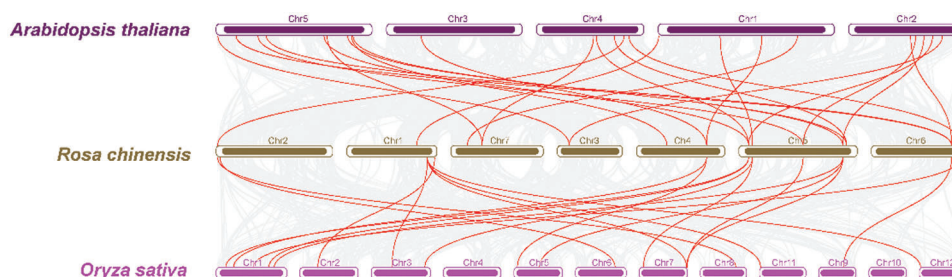 Chr5 Chr3 Chr4 Chr1 Chr2
Arabidopsis thaliana
Chr2 Chr1 Chr7 Chr3 Chr4 Chr5 Chr6
Rosa chinensis
Chr1 Chr2 Chr3 Chr4 Chr5 Chr6 Chr7 Chr8 Chr11 Chr9 Chr10
Oryza sativa